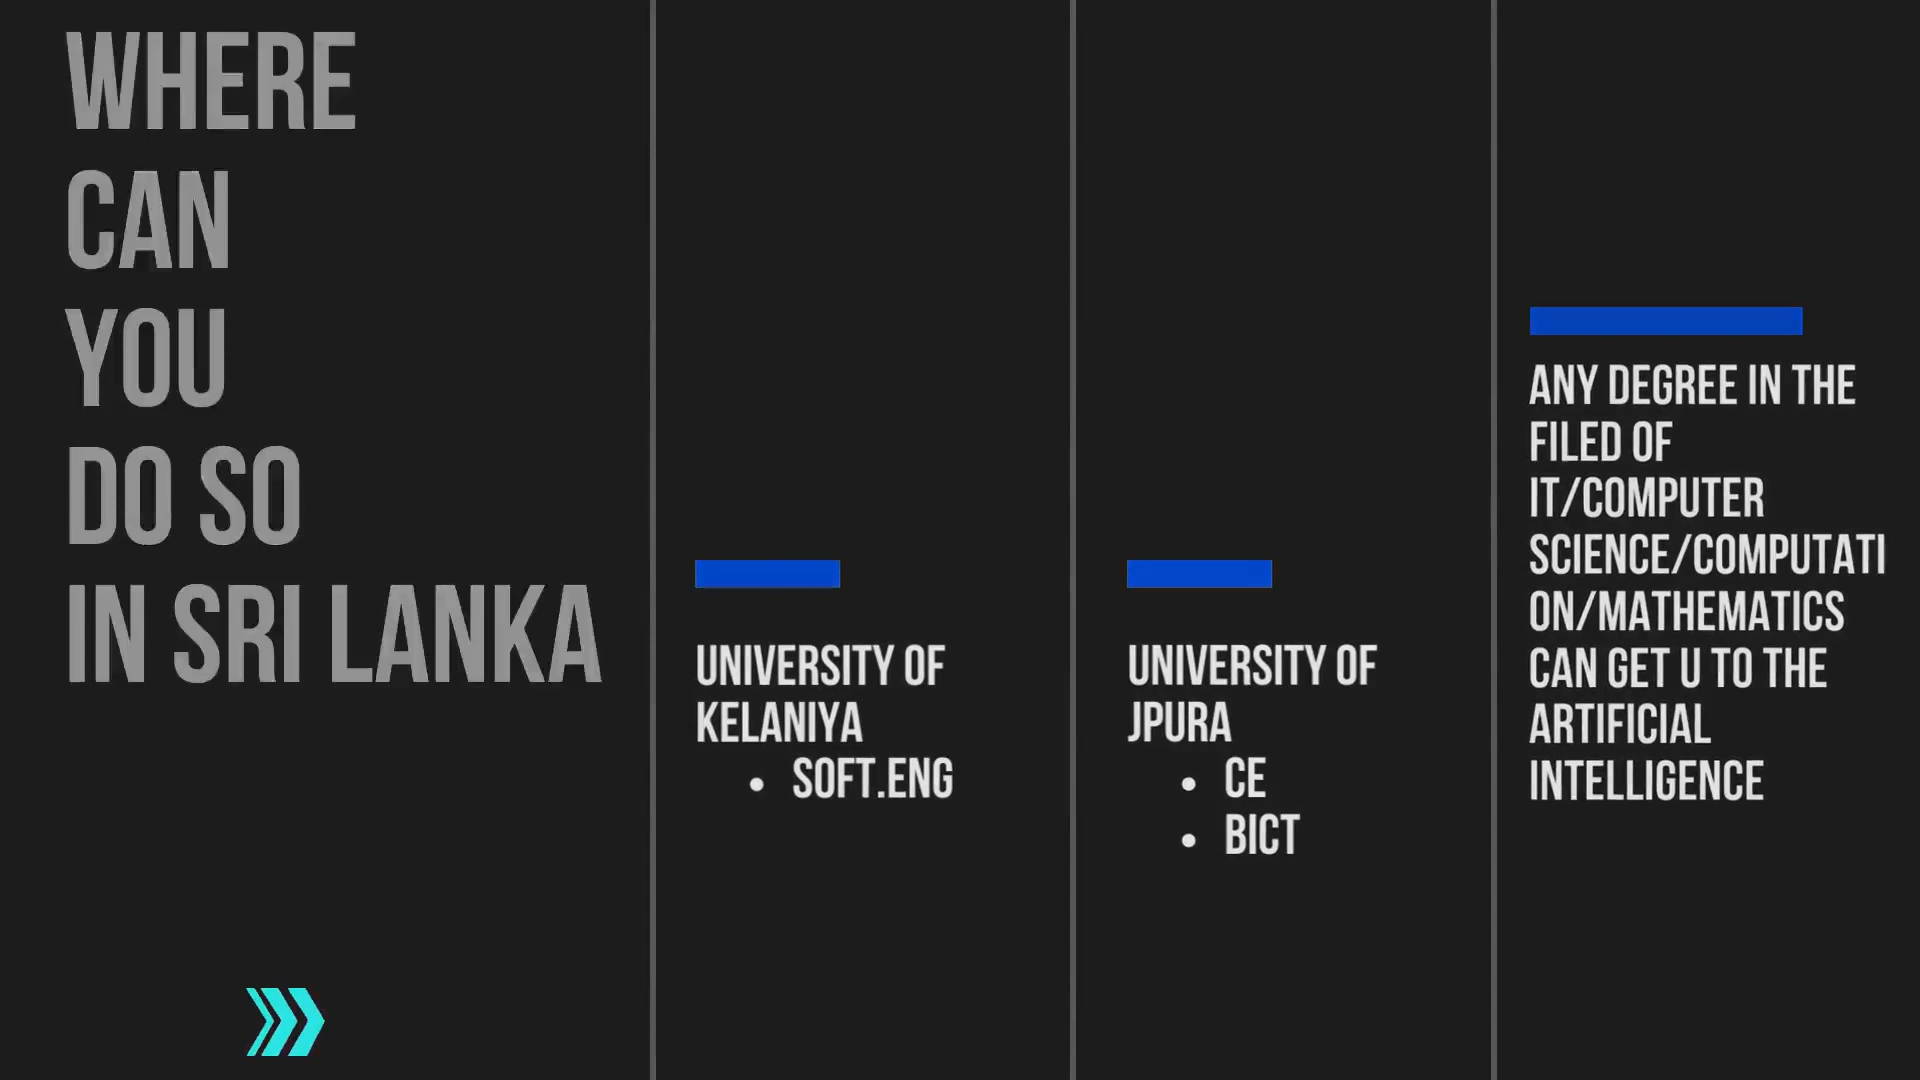 WHERE
CAN
YOU
DO SO
IN SRI LANKA
UNIVERSITY OF
KELANIYA
• SOFT.ENG
UNIVERSITY OF
JPURA
• CE
• BICT
ANY DEGREE IN THE
FILED OF
IT/COMPUTER
SCIENCE/COMPUTATI
ON/MATHEMATICS
CAN GET U TO THE
ARTIFICIAL
INTELLIGENCE